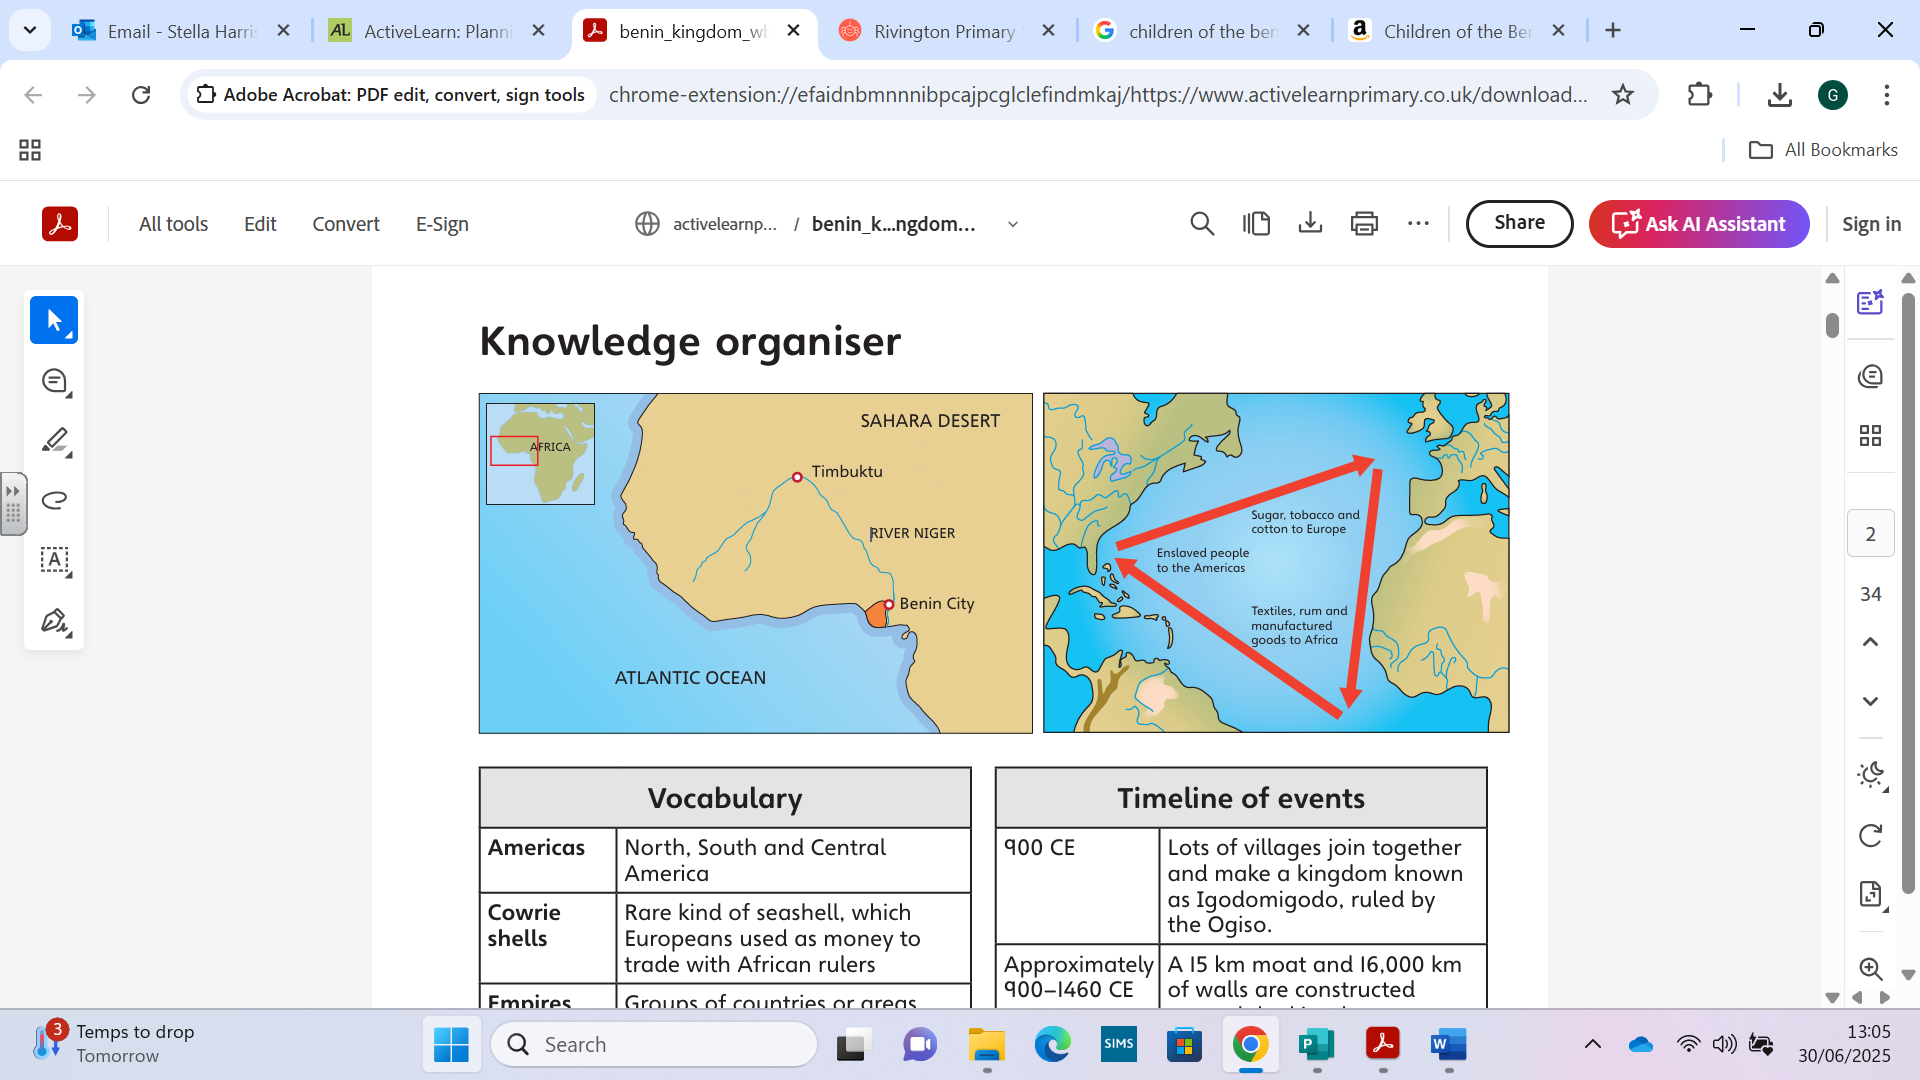 Email - Stella Harris
ActiveLearn: Planni
benin_kingdom_wb
Rivington Primary
children of the ben
Children of the Ber
Adobe Acrobat: PDF edit, convert, sign tools
chrome-extension://efaidnbmnnnibpcajpcglclefindmkaj/https://www.activelearnprimary.co.uk/download...
G
All Bookmarks
All tools
Edit
Convert
E-Sign
activelearnp... / benin_k...ngdom...
Share
Ask AI Assistant
Sign in
Knowledge organiser
AFRICA
SAHARA DESERT
Timbuktu
RIVER NIGER
Benin City
ATLANTIC OCEAN
Sugar, tobacco and
cotton to Europe
Enslaved people
to the Americas
Textiles, rum and
manufactured
goods to Africa
2
34
Vocabulary
Americas
North, South and Central
America
Cowrie
shells
Rare kind of seashell, which
Europeans used as money to
trade with African rulers
Empires
Groups of countries or areas
Timeline of events
900 CE
Lots of villages join together
and make a kingdom known
as Igodomigodo, ruled by
the Ogiso.
Approximately
900–1460 CE
A 15 km moat and 16,000 km
of walls are constructed
3
Temps to drop
Tomorrow
Search
SIMS
13:05
30/06/2025